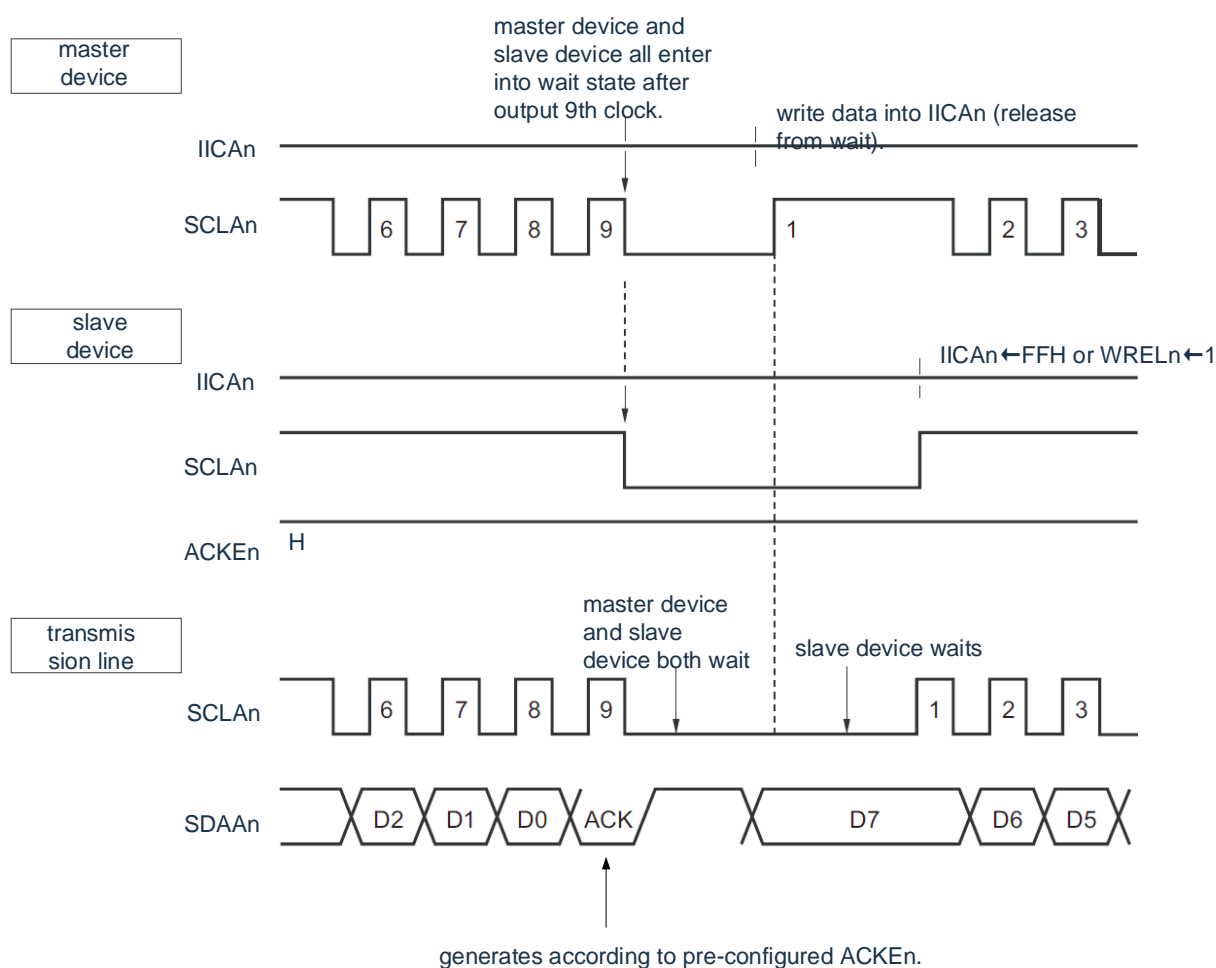 master
device
master device and
slave device all enter
into wait state after
output 9th clock.
write data into IICAn (release
from wait).
IICAn
SCLAn
6 7 8 9 1 2 3
slave
device
IICAn←FFH or WRELn←1
IICAn
SCLAn
ACKEn
H
transmis
sion line
master device
and slave
device both wait
slave device waits
SCLAn
6 7 8 9 1 2 3
SDAAn
D2 D1 D0 ACK D7 D6 D5
generates according to pre-configured ACKEn.